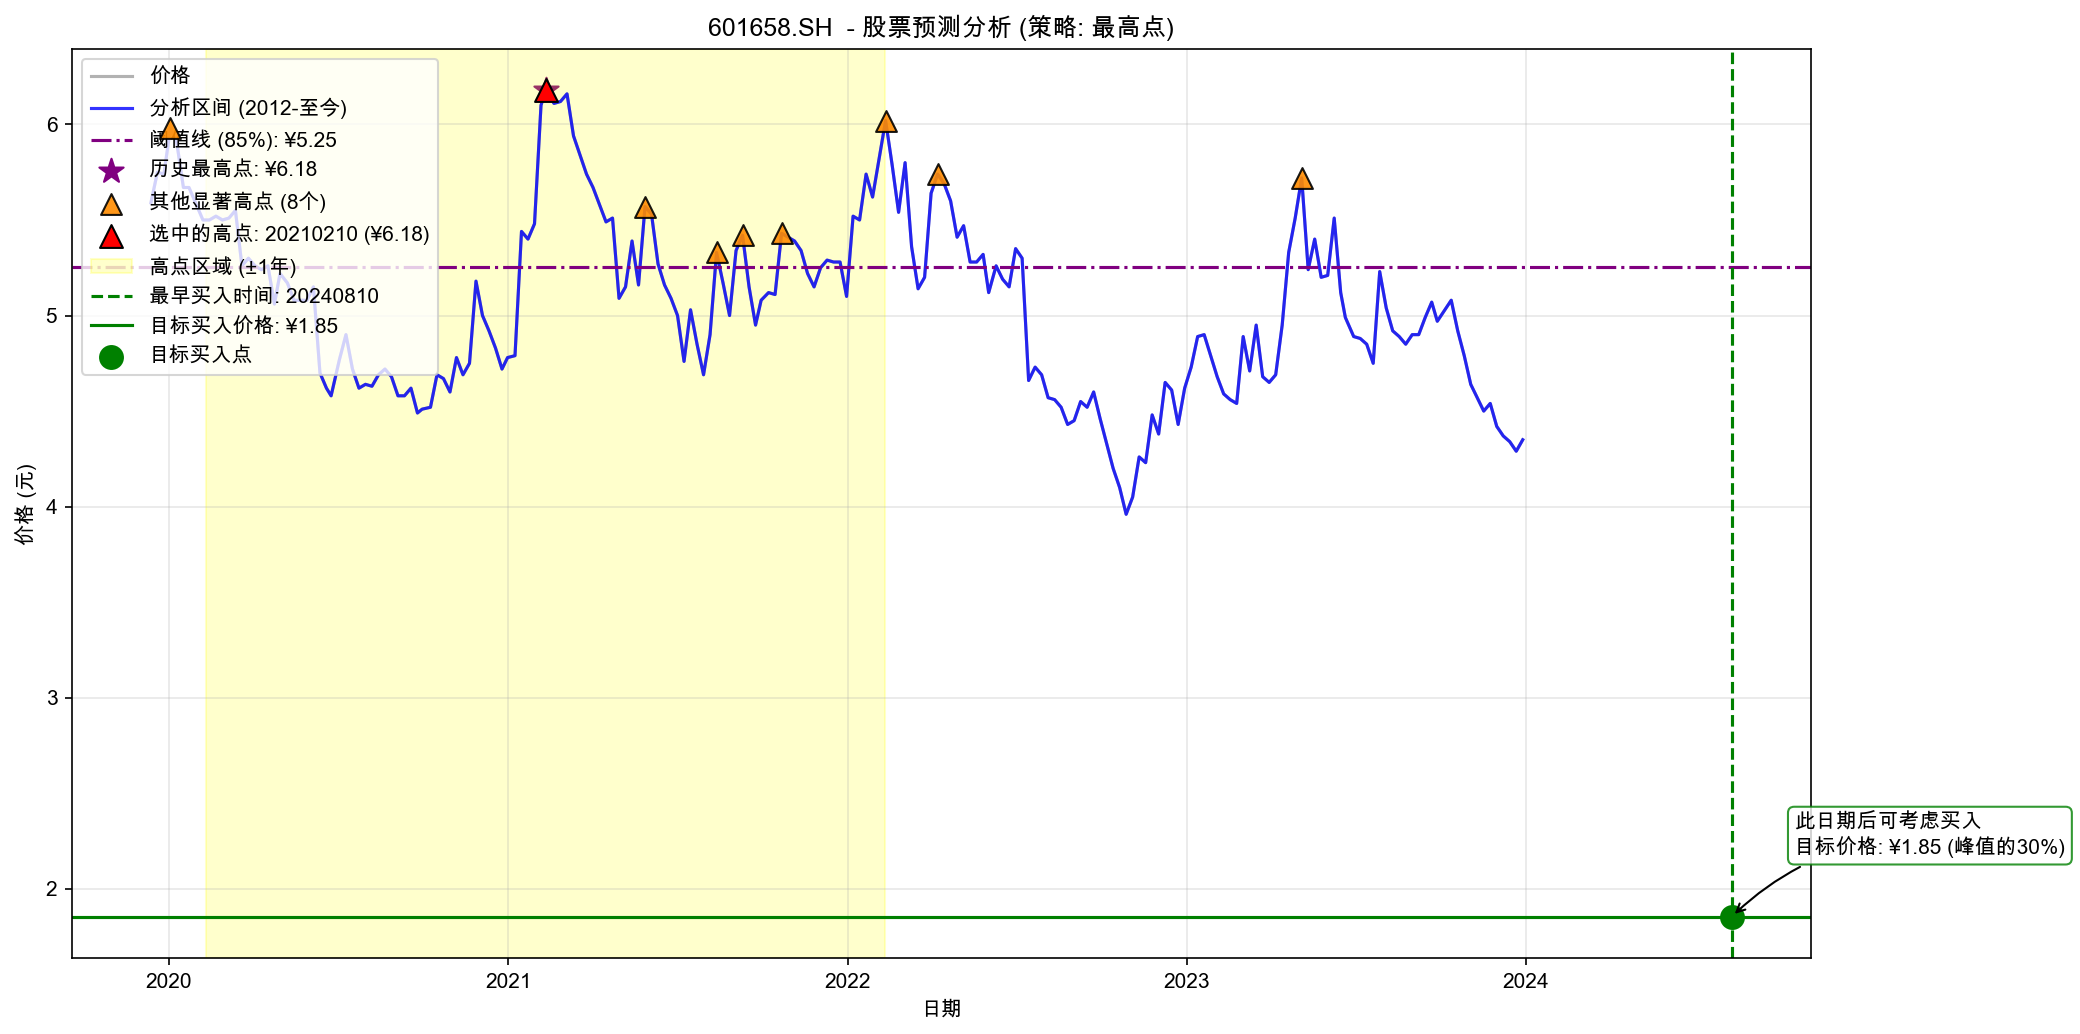 601658.SH - 股票预测分析 (策略: 最高点)
价格
分析区间 (2012-至今)
阈值线 (85%): ¥5.25
历史最高点: ¥6.18
其他显著高点 (8个)
选中的高点: 20210210 (¥6.18)
高点区域 (±1年)
最早买入时间: 20240810
目标买入价格: ¥1.85
目标买入点
价格 (元)
6
5
4
3
2
此日期后可考虑买入
目标价格: ¥1.85 (峰值的30%)
2020
2021
2022
2023
2024
日期